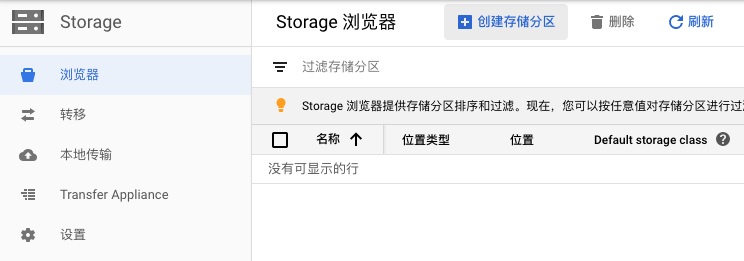 Storage
Storage 浏览器
创建存储分区
删除
刷新
浏览器
转移
本地传输
Transfer Appliance
设置
过滤存储分区
Storage 浏览器提供存储分区排序和过滤。现在，您可以按任意值对存储分区进行过
名称
位置类型
位置
Default storage class
没有可显示的行